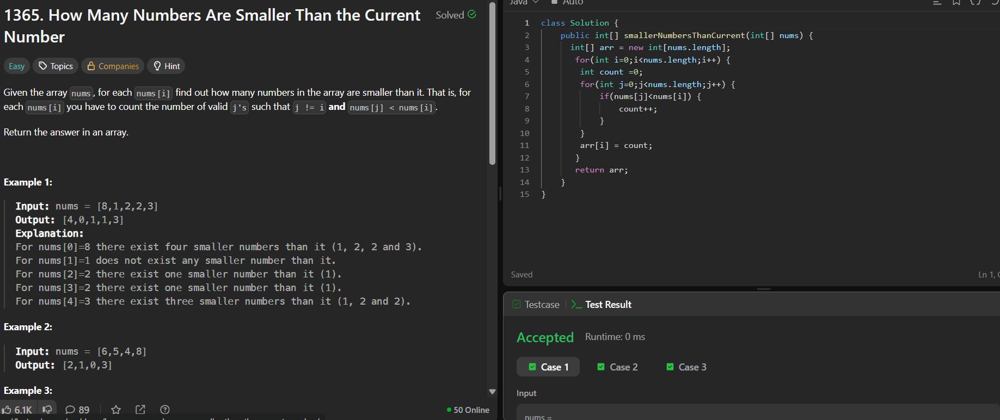 1365. How Many Numbers Are Smaller Than the Current
Number
Solved
Easy
Topics
Companies
Hint
Given the array nums, for each nums[i] find out how many numbers in the array are smaller than it. That is, for
each nums[i] you have to count the number of valid j's such that j != i and nums[j] < nums[i].
Return the answer in an array.
Example 1:
Input: nums = [8,1,2,2,3]
Output: [4,0,1,1,3]
Explanation:
For nums[0]=8 there exist four smaller numbers than it (1, 2, 2 and 3).
For nums[1]=1 does not exist any smaller number than it.
For nums[2]=2 there exist one smaller number than it (1).
For nums[3]=2 there exist one smaller number than it (1).
For nums[4]=3 there exist three smaller numbers than it (1, 2 and 2).
Example 2:
Input: nums = [6,5,4,8]
Output: [2,1,0,3]
Example 3:
6.1K
89
50 Online
Java
Auto
1 class Solution {
2 public int[] smallerNumbersThanCurrent(int[] nums) {
3 int[] arr = new int[nums.length];
4 for(int i=0;i<nums.length;i++) {
5 int count =0;
6 for(int j=0;j<nums.length;j++) {
7 if(nums[j]<nums[i]) {
8 count++;
9 }
10 }
11 arr[i] = count;
12 }
13 return arr;
14 }
15 }
Saved
Ln 1,
Testcase
Test Result
Accepted
Runtime: 0 ms
Case 1
Case 2
Case 3
Input
nums =